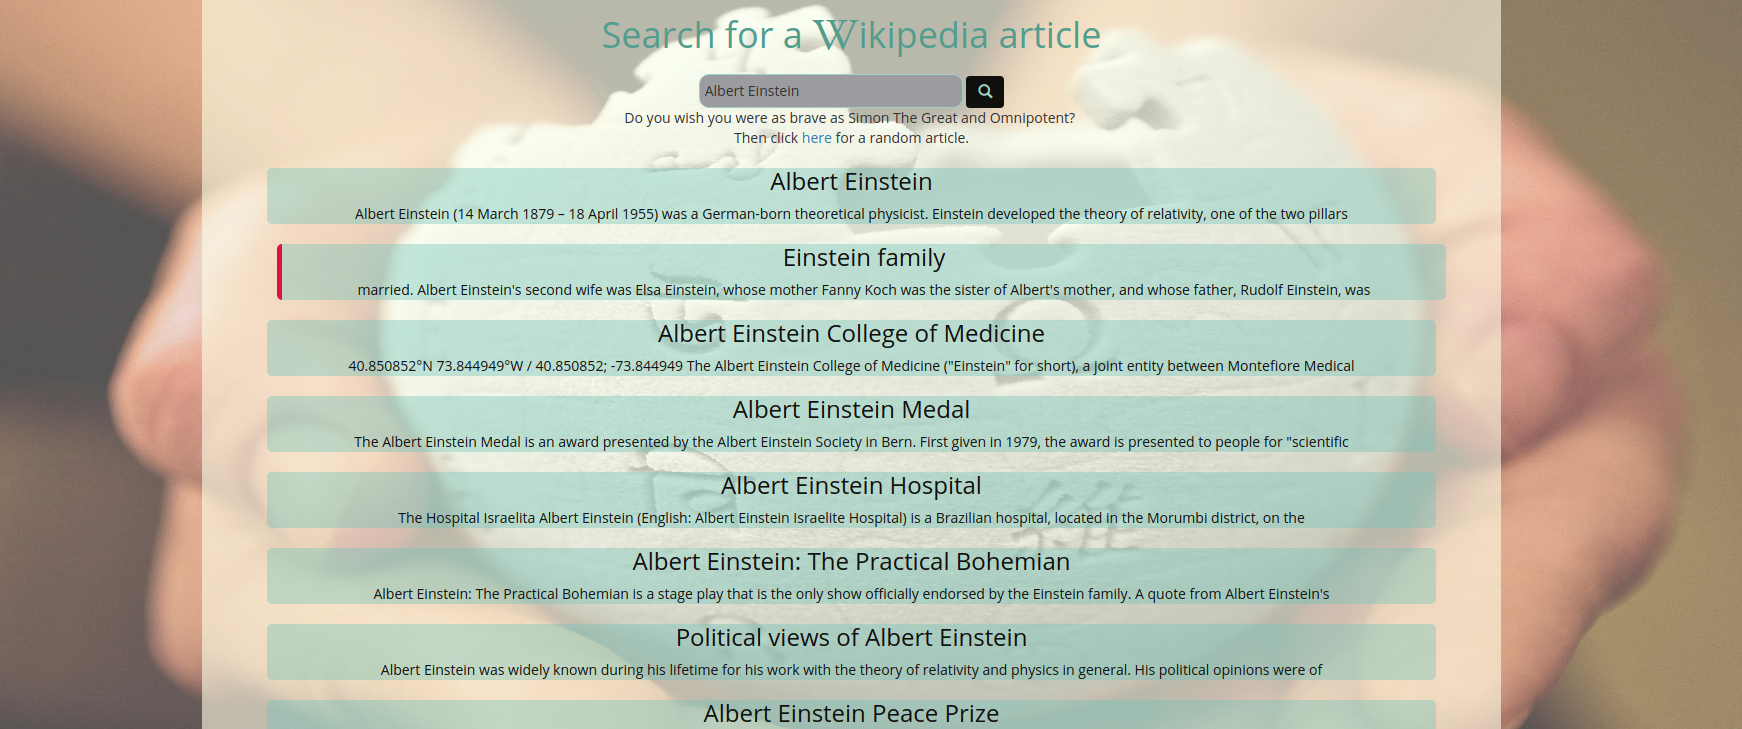 Search for a Wikipedia article
Albert Einstein
Do you wish you were as brave as Simon The Great and Omnipotent?
Then click here for a random article.
Albert Einstein
Albert Einstein (14 March 1879 – 18 April 1955) was a German-born theoretical physicist. Einstein developed the theory of relativity, one of the two pillars
Einstein family
married. Albert Einstein's second wife was Elsa Einstein, whose mother Fanny Koch was the sister of Albert's mother, and whose father, Rudolf Einstein, was
Albert Einstein College of Medicine
40.850852°N 73.844949°W / 40.850852; -73.844949 The Albert Einstein College of Medicine ("Einstein" for short), a joint entity between Montefiore Medical
Albert Einstein Medal
The Albert Einstein Medal is an award presented by the Albert Einstein Society in Bern. First given in 1979, the award is presented to people for "scientific
Albert Einstein Hospital
The Hospital Israelita Albert Einstein (English: Albert Einstein Israelite Hospital) is a Brazilian hospital, located in the Morumbi district, on the
Albert Einstein: The Practical Bohemian
Albert Einstein: The Practical Bohemian is a stage play that is the only show officially endorsed by the Einstein family. A quote from Albert Einstein's
Political views of Albert Einstein
Albert Einstein was widely known during his lifetime for his work with the theory of relativity and physics in general. His political opinions were of
Albert Einstein Peace Prize